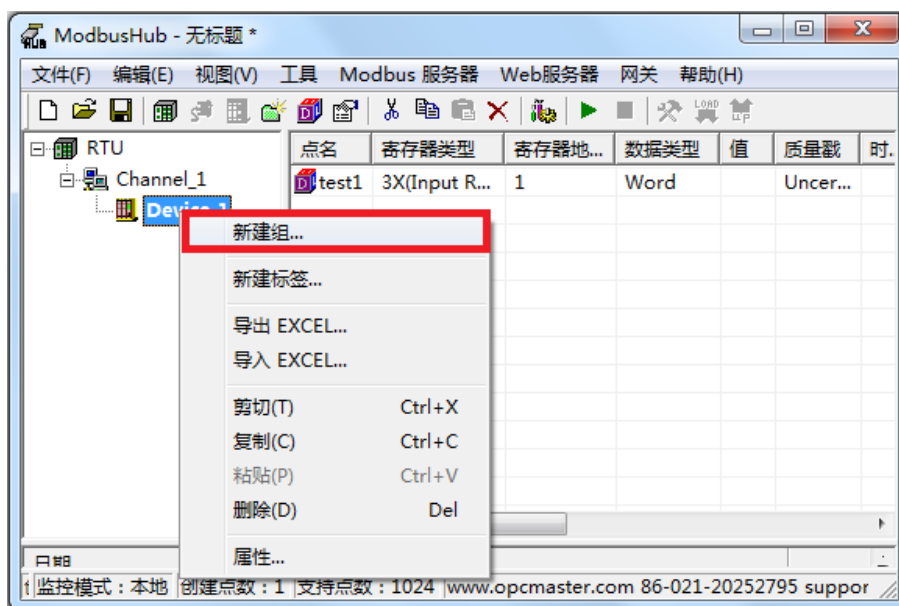 ModbusHub - 无标题 *
文件(F) 编辑(E) 视图(V) 工具 Modbus 服务器 Web服务器 网关 帮助(H)
RTU
Channel_1
点名 寄存器类型 寄存器地... 数据类型 值 质量戳 时..
test1 3X(Input R... 1 Word Uncer...
新建组...
新建标签...
导出 EXCEL...
导入 EXCEL...
剪切(T) Ctrl+X
复制(C) Ctrl+C
粘贴(P) Ctrl+V
删除(D) Del
属性...
日期
监控模式：本地 创建点数：1 支持点数：1024 www.opcmaster.com 86-021-20252795 suppor